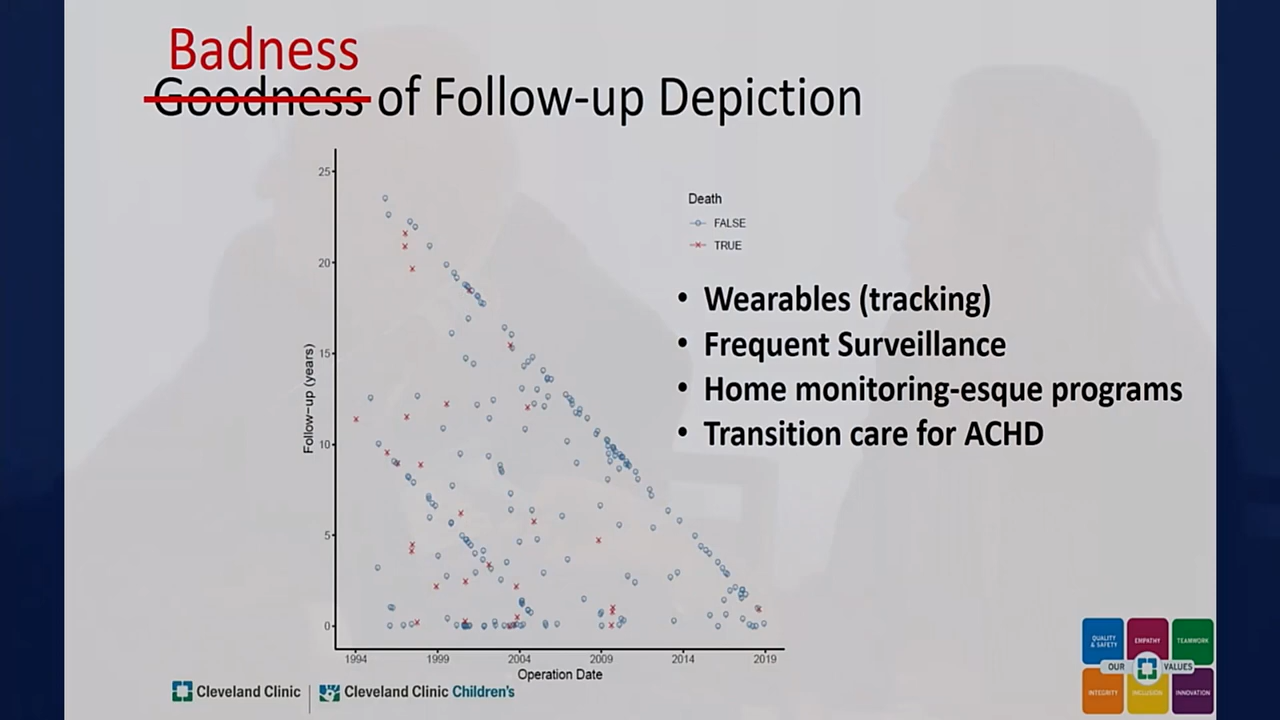 Badness
Goodness of Follow-up Depiction
25
20
15
10
5
0
Follow-up (years)
1994 1999 2004 2009 2014 2019
Operation Date
Death
FALSE
TRUE
• Wearables (tracking)
• Frequent Surveillance
• Home monitoring-esque programs
• Transition care for ACHD
Cleveland Clinic
Cleveland Clinic Children's
QUALITY & SAFETY
EMPATHY
TEAMWORK
OUR VALUES
INTEGRITY
INCLUSION
INNOVATION